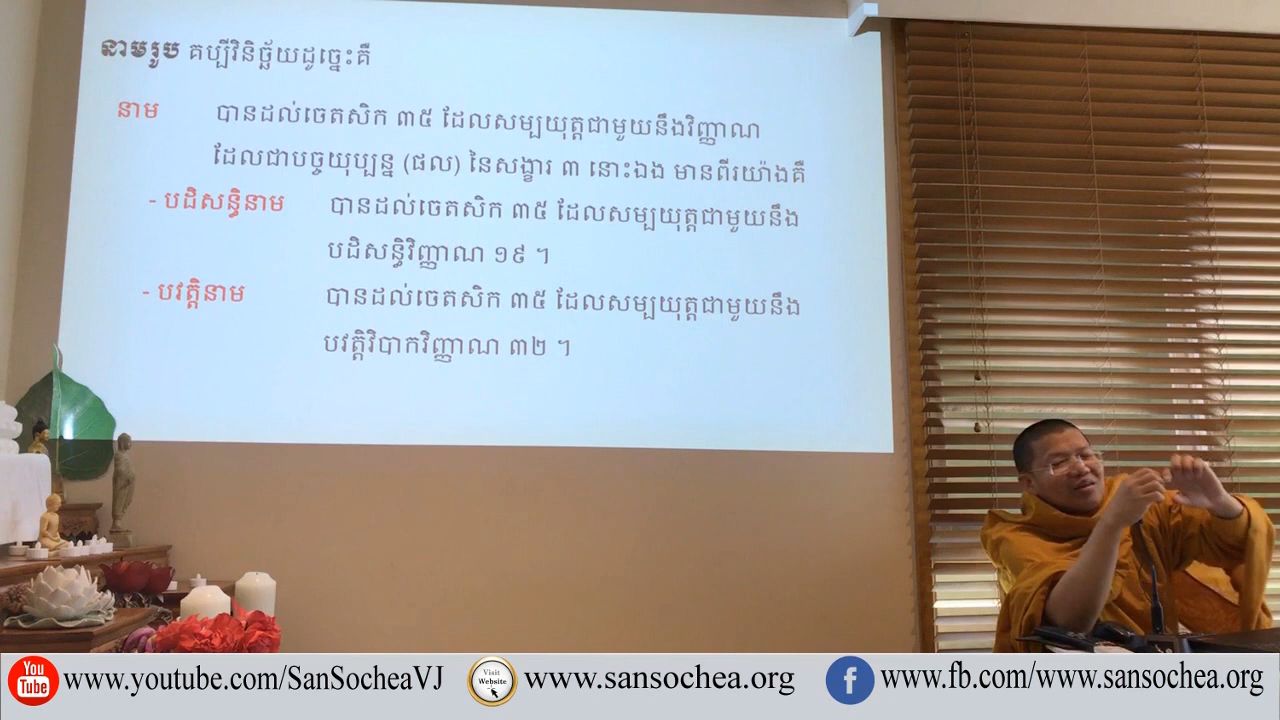 នាមរូប គប្បីវិនិច្ឆ័យដូច្នេះគឺ
នាម បានដល់ចេតសិក ៣៥ ដែលសម្បយុត្តជាមួយនឹងវិញ្ញាណ
ដែលជាបច្ចយុប្បន្ន (ផល) នៃសង្ខារ ៣ នោះឯង មានពីរយ៉ាងគឺ
- បដិសន្ធិនាម បានដល់ចេតសិក ៣៥ ដែលសម្បយុត្តជាមួយនឹង
បដិសន្ធិវិញ្ញាណ ១៩ ។
- បវត្តិនាម បានដល់ចេតសិក ៣៥ ដែលសម្បយុត្តជាមួយនឹង
បវត្តិវិបាកវិញ្ញាណ ៣២ ។
You Tube www.youtube.com/SanSocheaVJ Visit Website www.sansochea.org f www.fb.com/www.sansochea.org